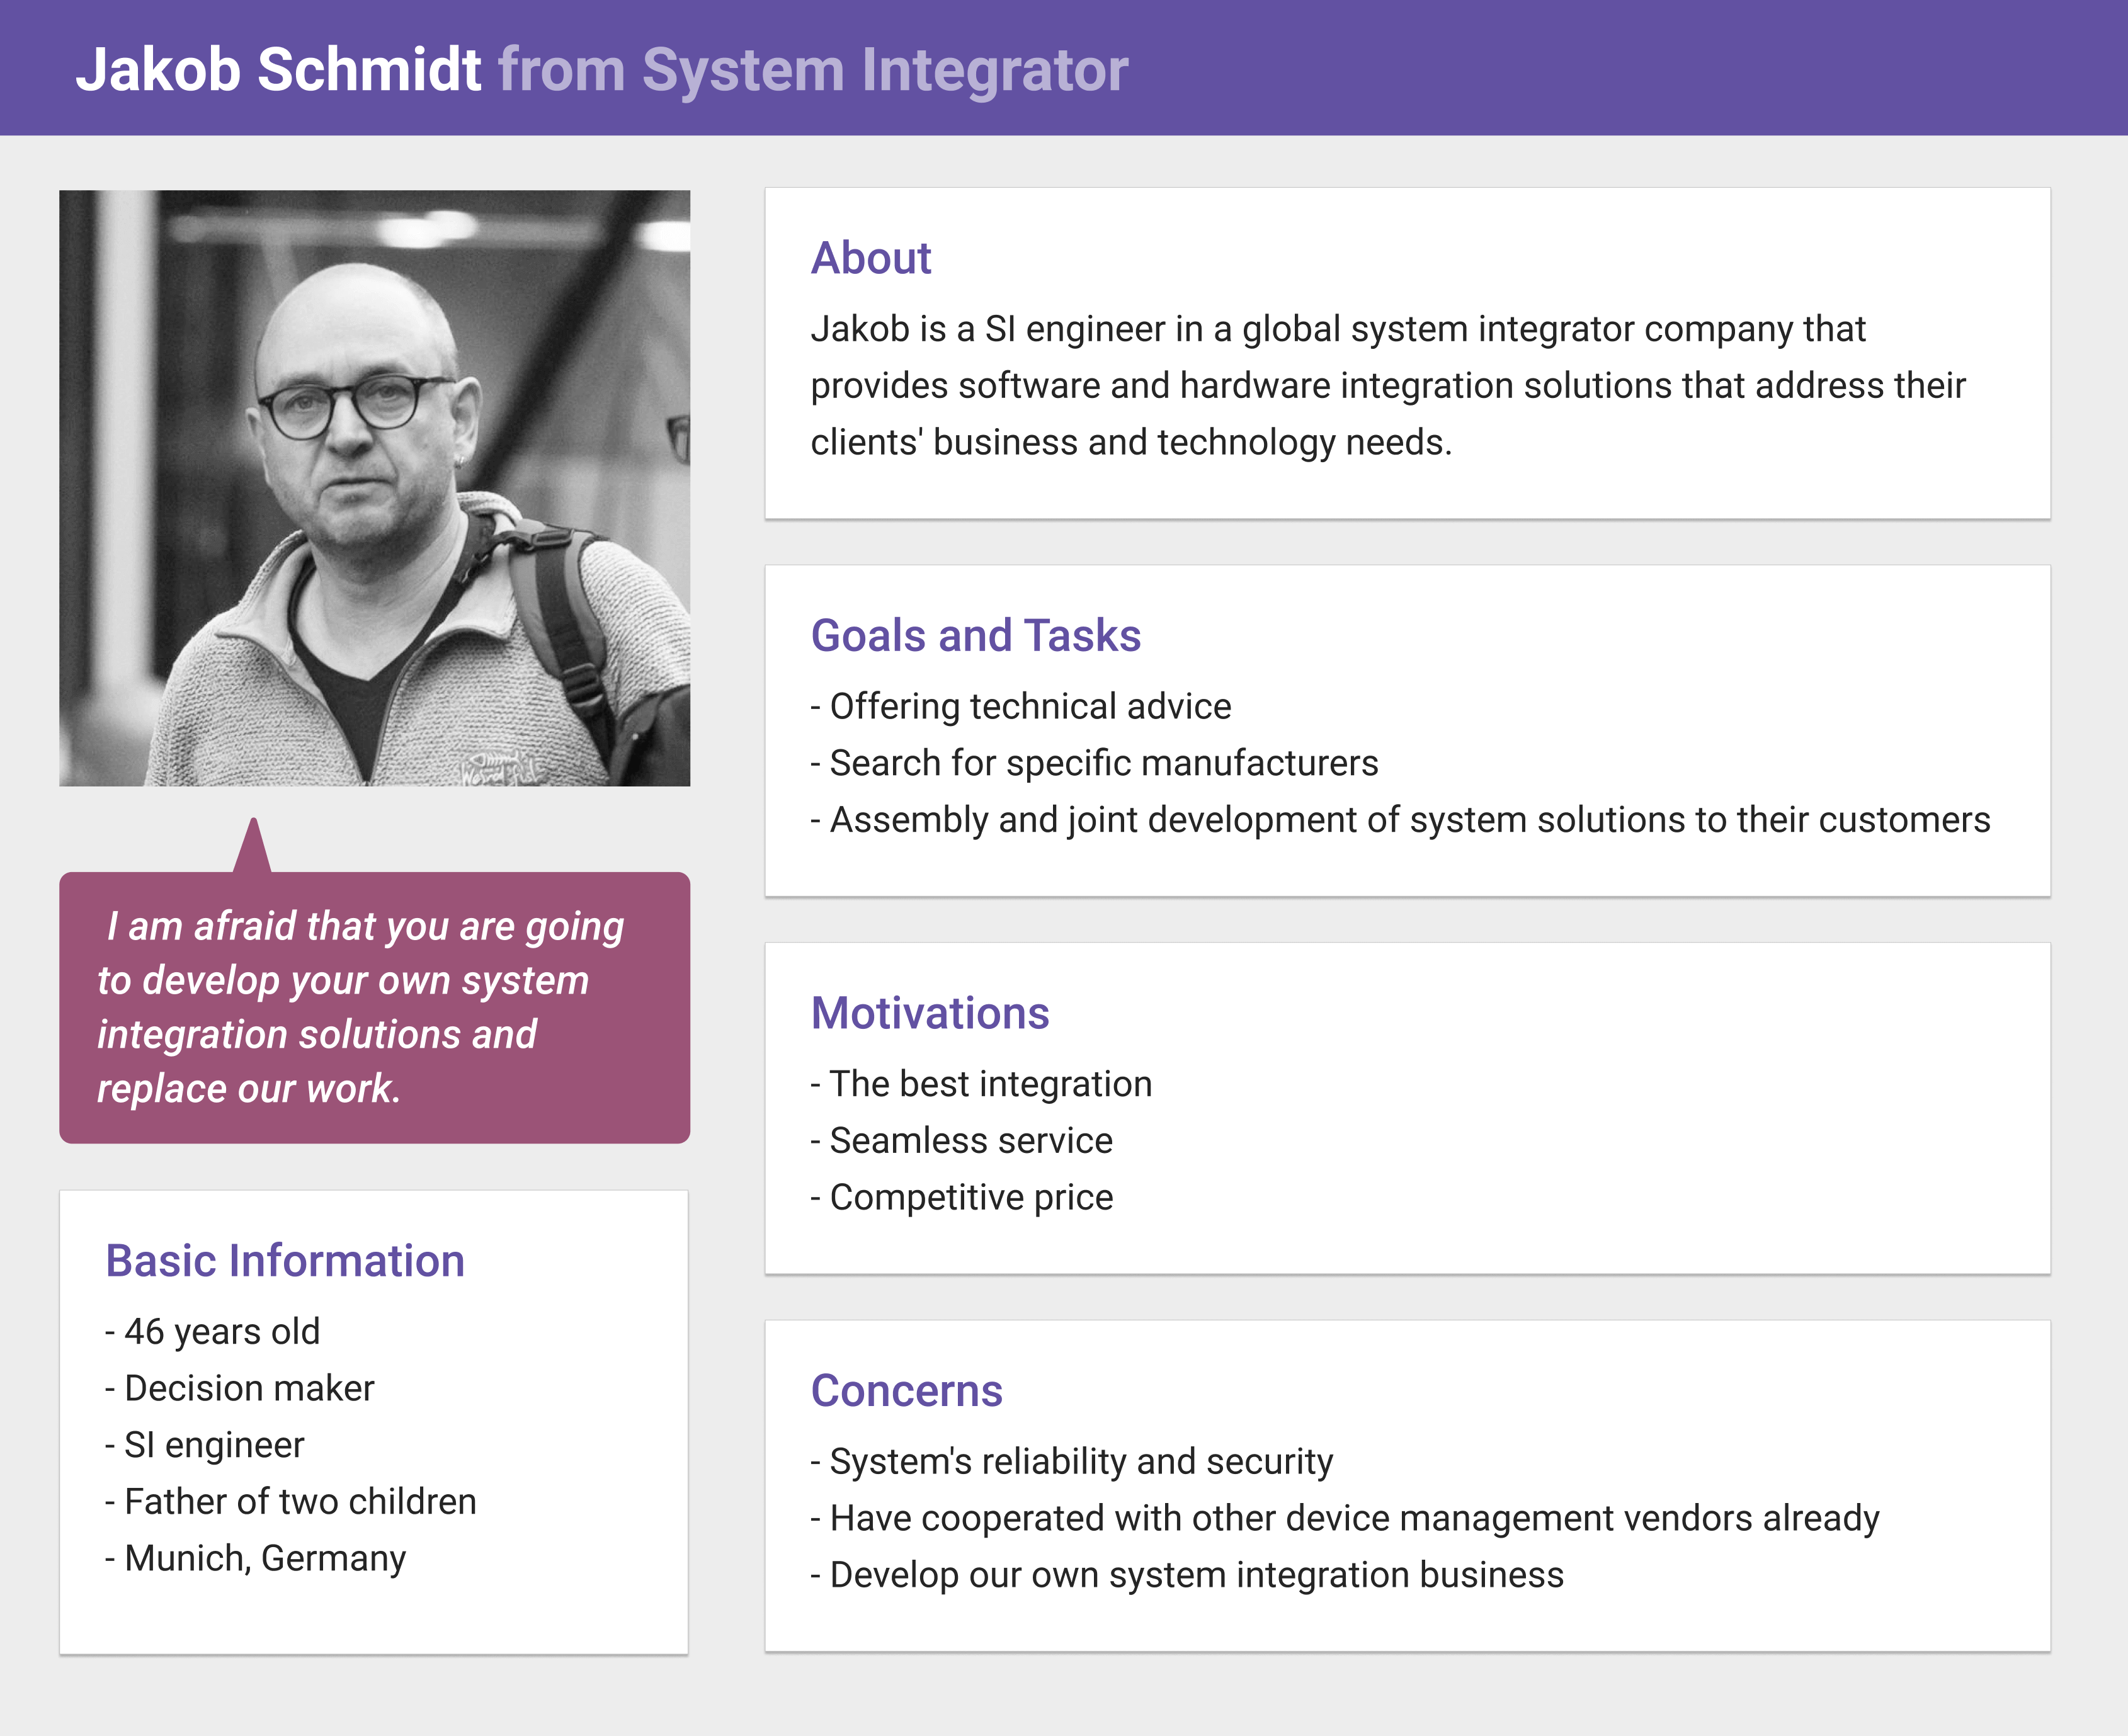 Jakob Schmidt from System Integrator
I am afraid that you are going
to develop your own system
integration solutions and
replace our work.
Basic Information
- 46 years old
- Decision maker
- SI engineer
- Father of two children
- Munich, Germany
About
Jakob is a SI engineer in a global system integrator company that
provides software and hardware integration solutions that address their
clients' business and technology needs.
Goals and Tasks
- Offering technical advice
- Search for specific manufacturers
- Assembly and joint development of system solutions to their customers
Motivations
- The best integration
- Seamless service
- Competitive price
Concerns
- System's reliability and security
- Have cooperated with other device management vendors already
- Develop our own system integration business